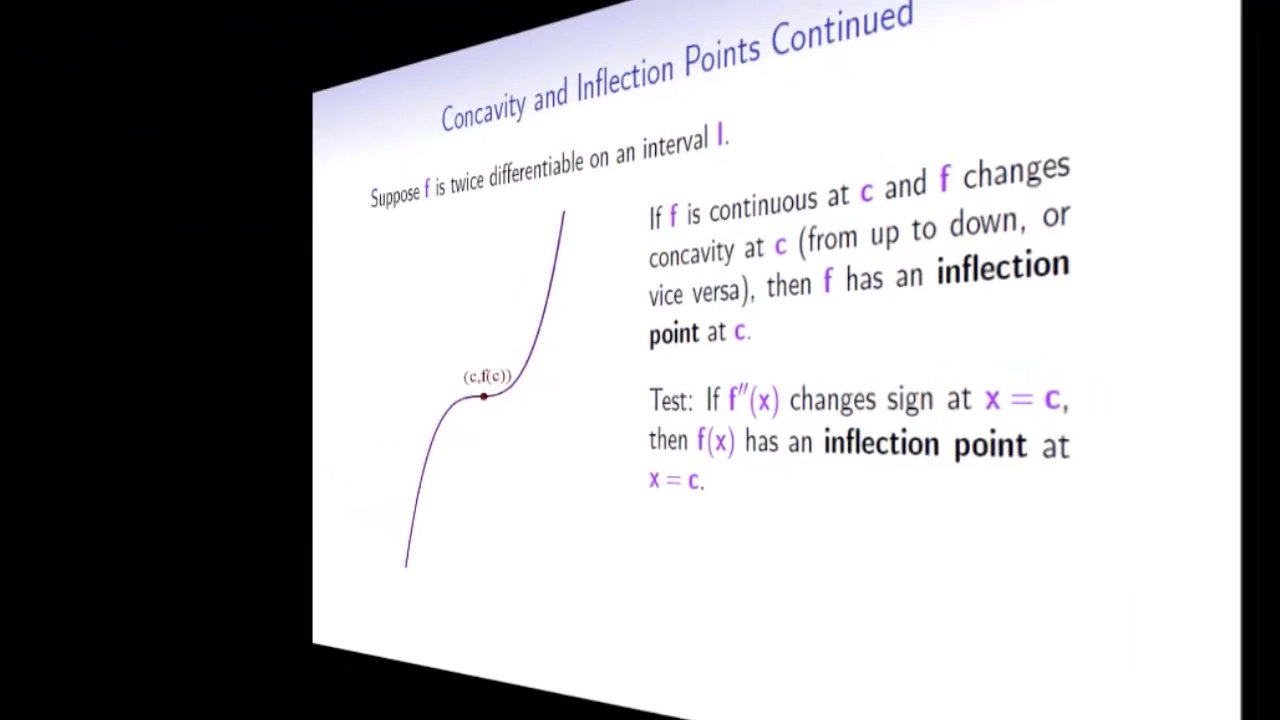 Concavity and Inflection Points Continued
Suppose f is twice differentiable on an interval I.
If f is continuous at c and f changes
concavity at c (from up to down, or
vice versa), then f has an inflection
point at c.
(c,f(c))
Test: If f″(x) changes sign at x = c,
then f(x) has an inflection point at
x = c.